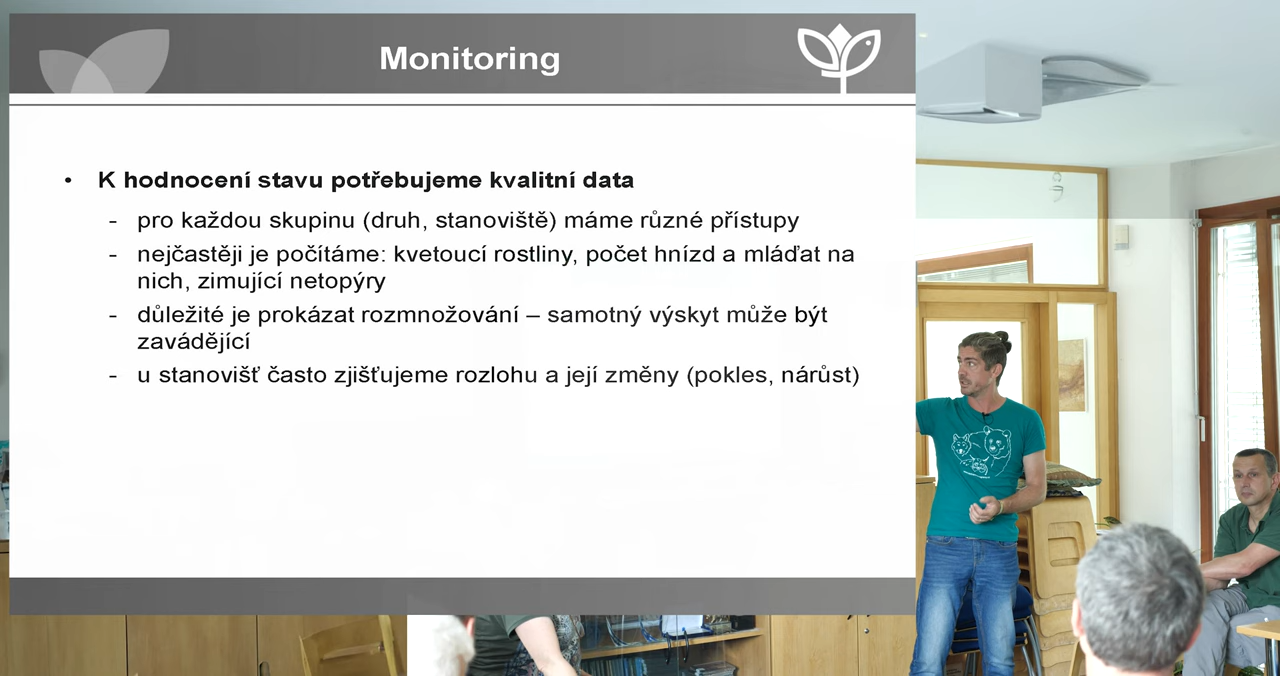 Monitoring
• K hodnocení stavu potřebujeme kvalitní data
- pro každou skupinu (druh, stanoviště) máme různé přístupy
- nejčastěji je počítáme: kvetoucí rostliny, počet hnízd a mláďat na
nich, zimující netopýry
- důležité je prokázat rozmnožování – samotný výskyt může být
zavádějící
- u stanovišť často zjišťujeme rozlohu a její změny (pokles, nárůst)